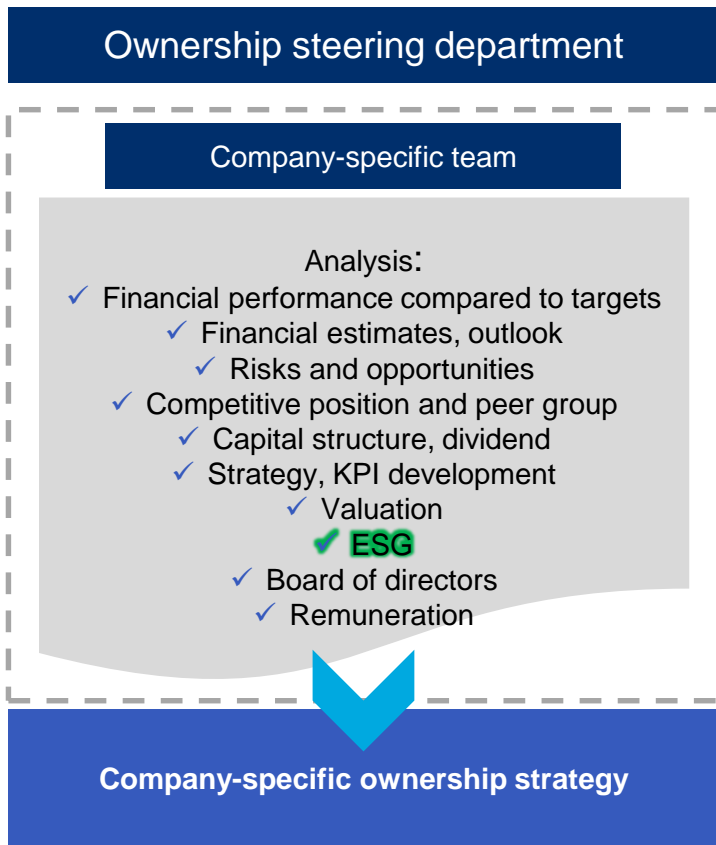 Ownership steering department
Company-specific team
Analysis:
✓ Financial performance compared to targets
✓ Financial estimates, outlook
✓ Risks and opportunities
✓ Competitive position and peer group
✓ Capital structure, dividend
✓ Strategy, KPI development
✓ Valuation
✓ ESG
✓ Board of directors
✓ Remuneration
Company-specific ownership strategy